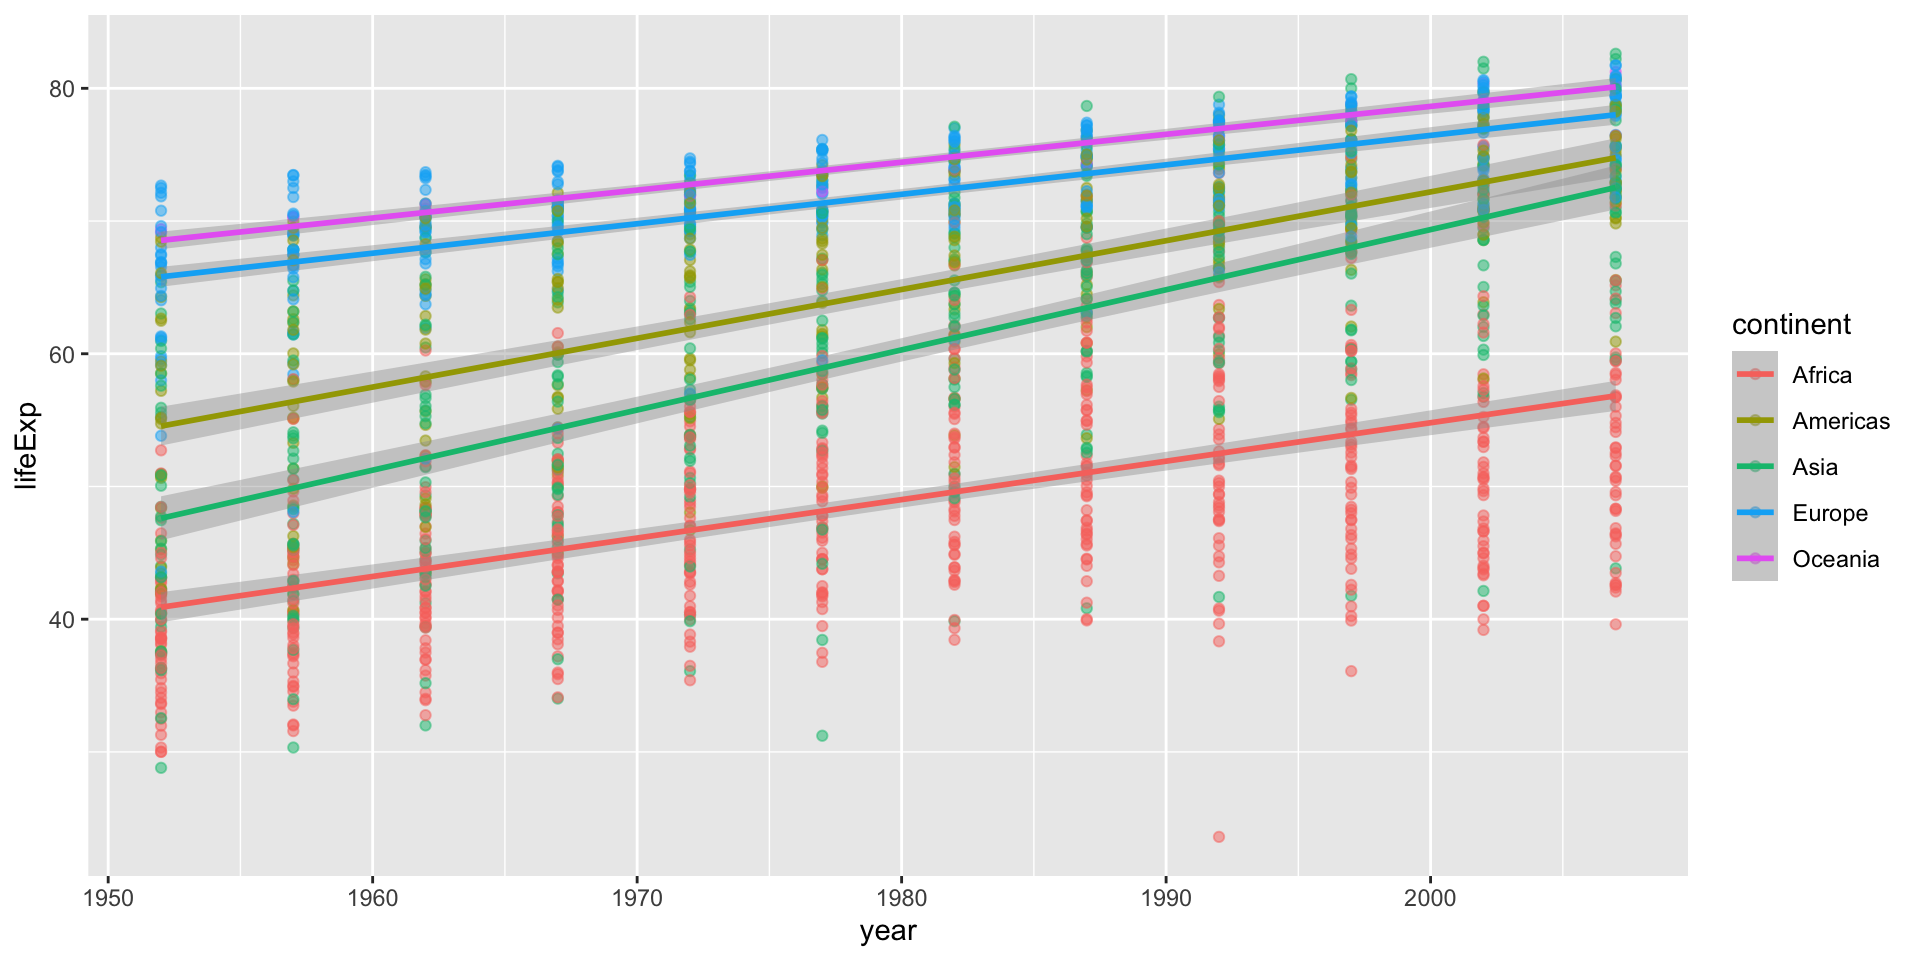 80
60
40
lifeExp
1950 1960 1970 1980 1990 2000
year
continent
Africa
Americas
Asia
Europe
Oceania